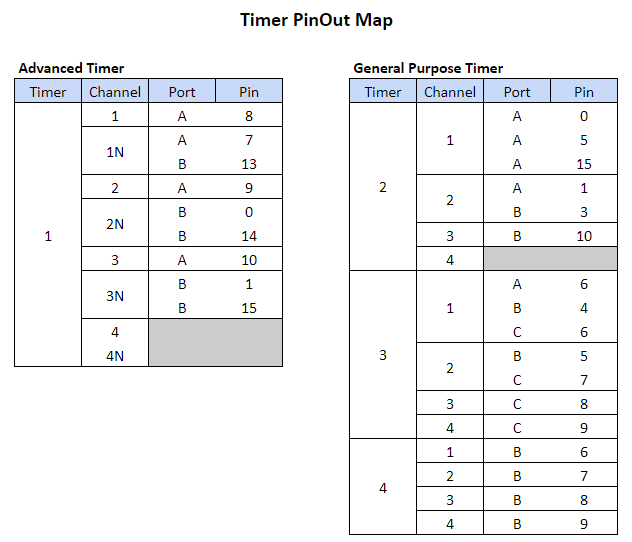 Timer PinOut Map
Advanced Timer
Timer Channel Port Pin
1 A 8
1N A 7
B 13
2 A 9
2N B 0
B 14
1
3 A 10
3N B 1
B 15
4
4N
General Purpose Timer
Timer Channel Port Pin
A 0
1 A 5
A 15
2
2 A 1
B 3
3 B 10
4
A 6
1 B 4
C 6
3
2 B 5
C 7
3 C 8
4 C 9
1 B 6
2 B 7
4
3 B 8
4 B 9